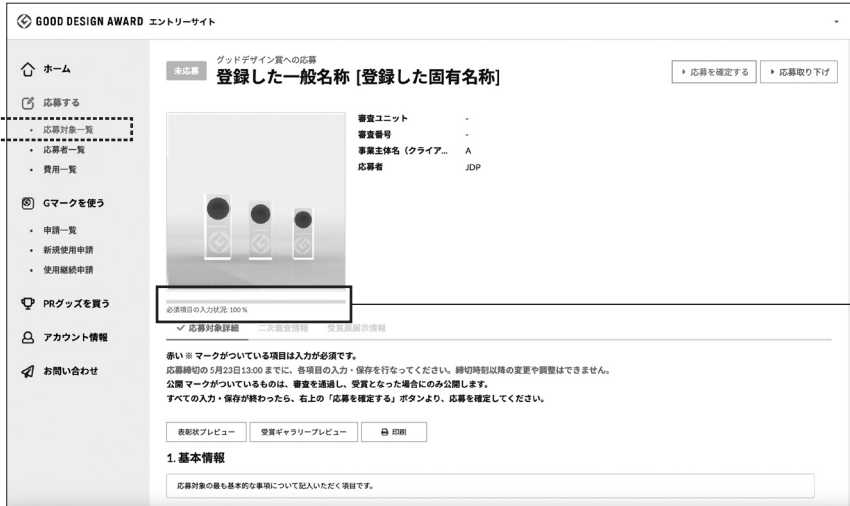 GOOD DESIGN AWARD エントリーサイト
ホーム
応募する
・ 応募対象一覧
・ 応募者一覧
・ 費用一覧
Gマークを使う
・ 申請一覧
・ 新規使用申請
・ 使用継続申請
PRグッズを買う
アカウント情報
お問い合わせ
未応募
グッドデザイン賞への応募
登録した一般名称 [登録した固有名称]
応募を確定する
応募取り下げ
審査ユニット -
審査番号 -
事業主体名（クライア... A
応募者 JDP
必須項目の入力状況: 100 %
応募対象詳細 二次審査情報 受賞展展示情報
赤い ※ マークがついている項目は入力が必須です。
応募締切の 5月23日13:00 までに、各項目の入力・保存を行なってください。締切時刻以降の変更や調整はできません。
公開 マークがついているものは、審査を通過し、受賞となった場合にのみ公開します。
すべての入力・保存が終わったら、右上の「応募を確定する」ボタンより、応募を確定してください。
表彰状プレビュー 受賞ギャラリープレビュー 印刷
1. 基本情報
応募対象の最も基本的な事項について記入いただく項目です。